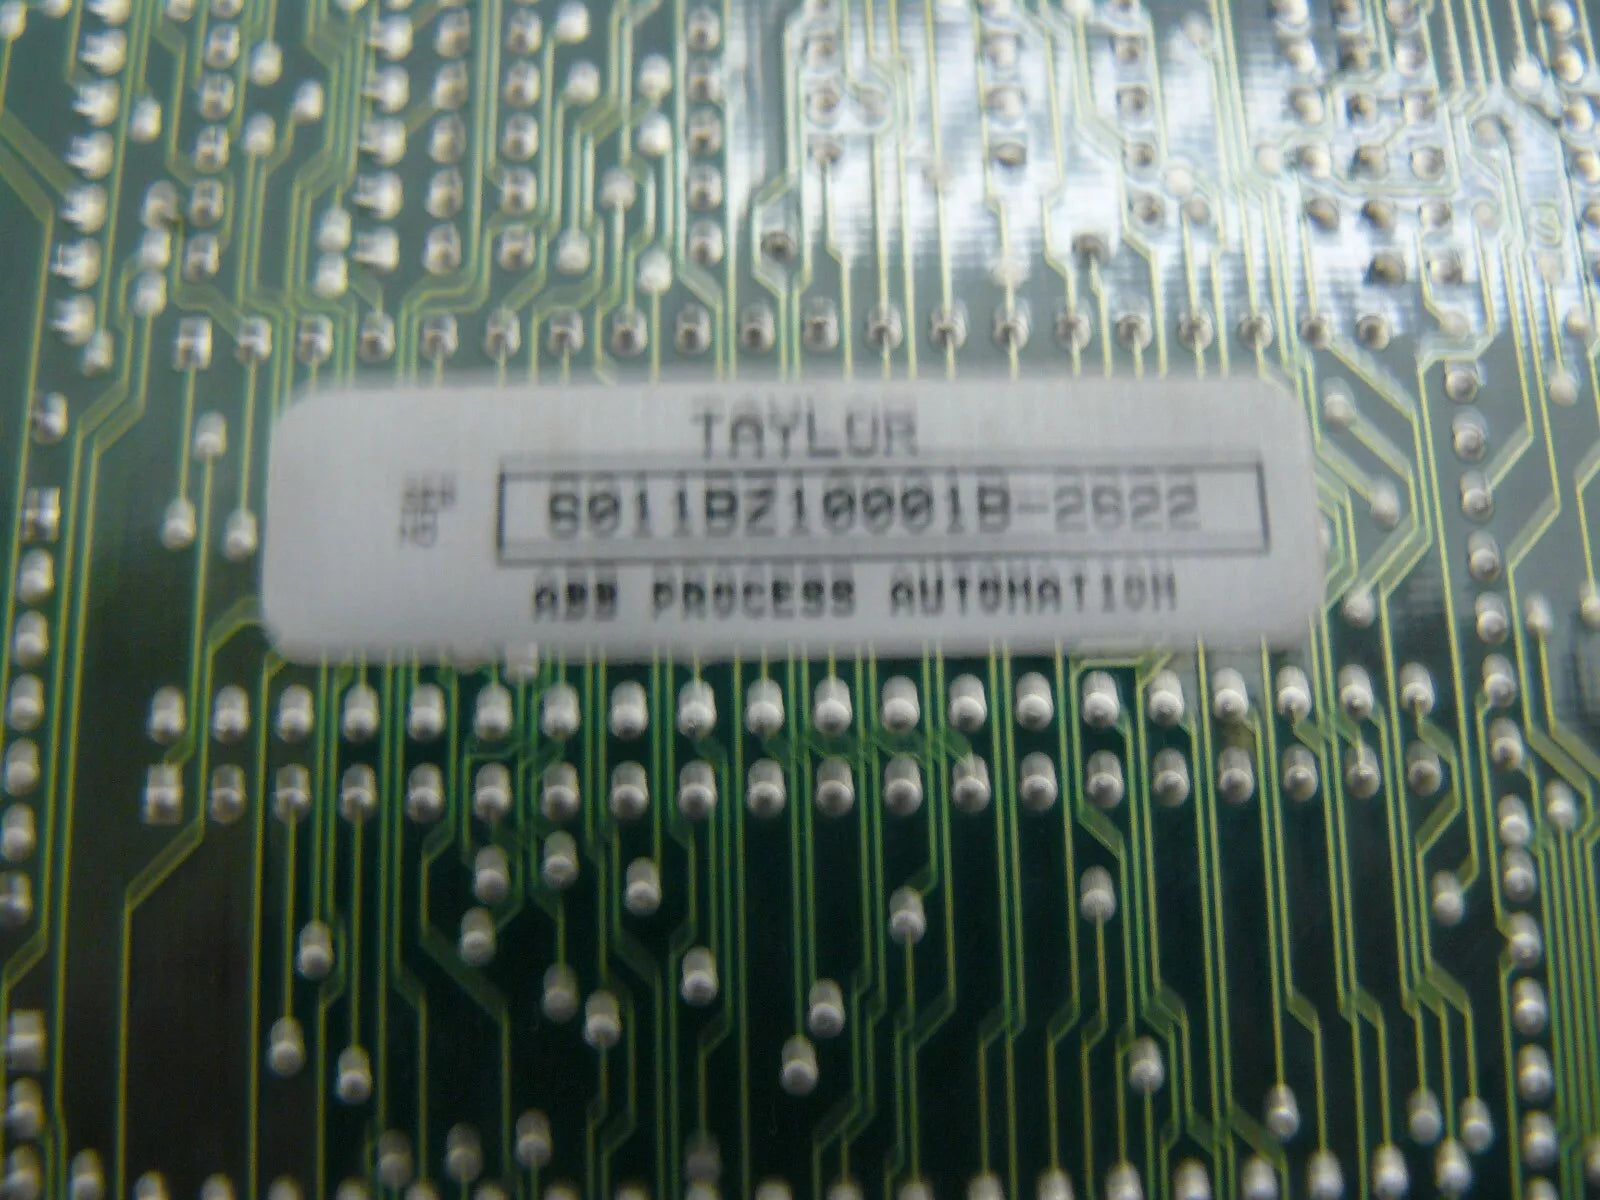 TAYLOR
6011BZ10001B-2622
ABB PROCESS AUTOMATION